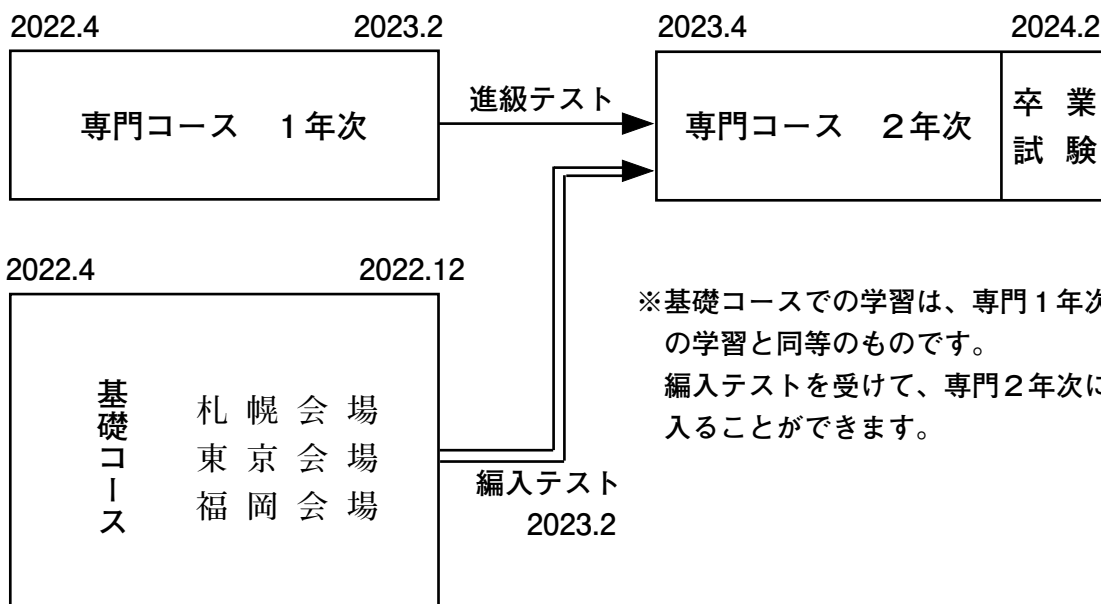 2022.4 2023.2
専門コース 1年次
進級テスト
2023.4 2024.2
専門コース 2年次
卒業
試験
2022.4 2022.12
基礎コース
札幌会場
東京会場
福岡会場
編入テスト
2023.2
※基礎コースでの学習は、専門1年次
の学習と同等のものです。
編入テストを受けて、専門2年次に
入ることができます。